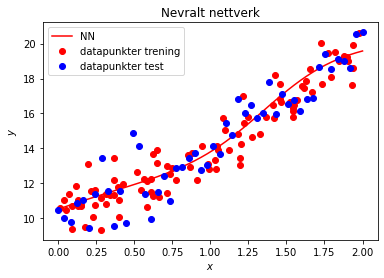 Nevralt nettverk
NN
datapunkter trening
datapunkter test
y
20
18
16
14
12
10
0.00 0.25 0.50 0.75 1.00 1.25 1.50 1.75 2.00
x